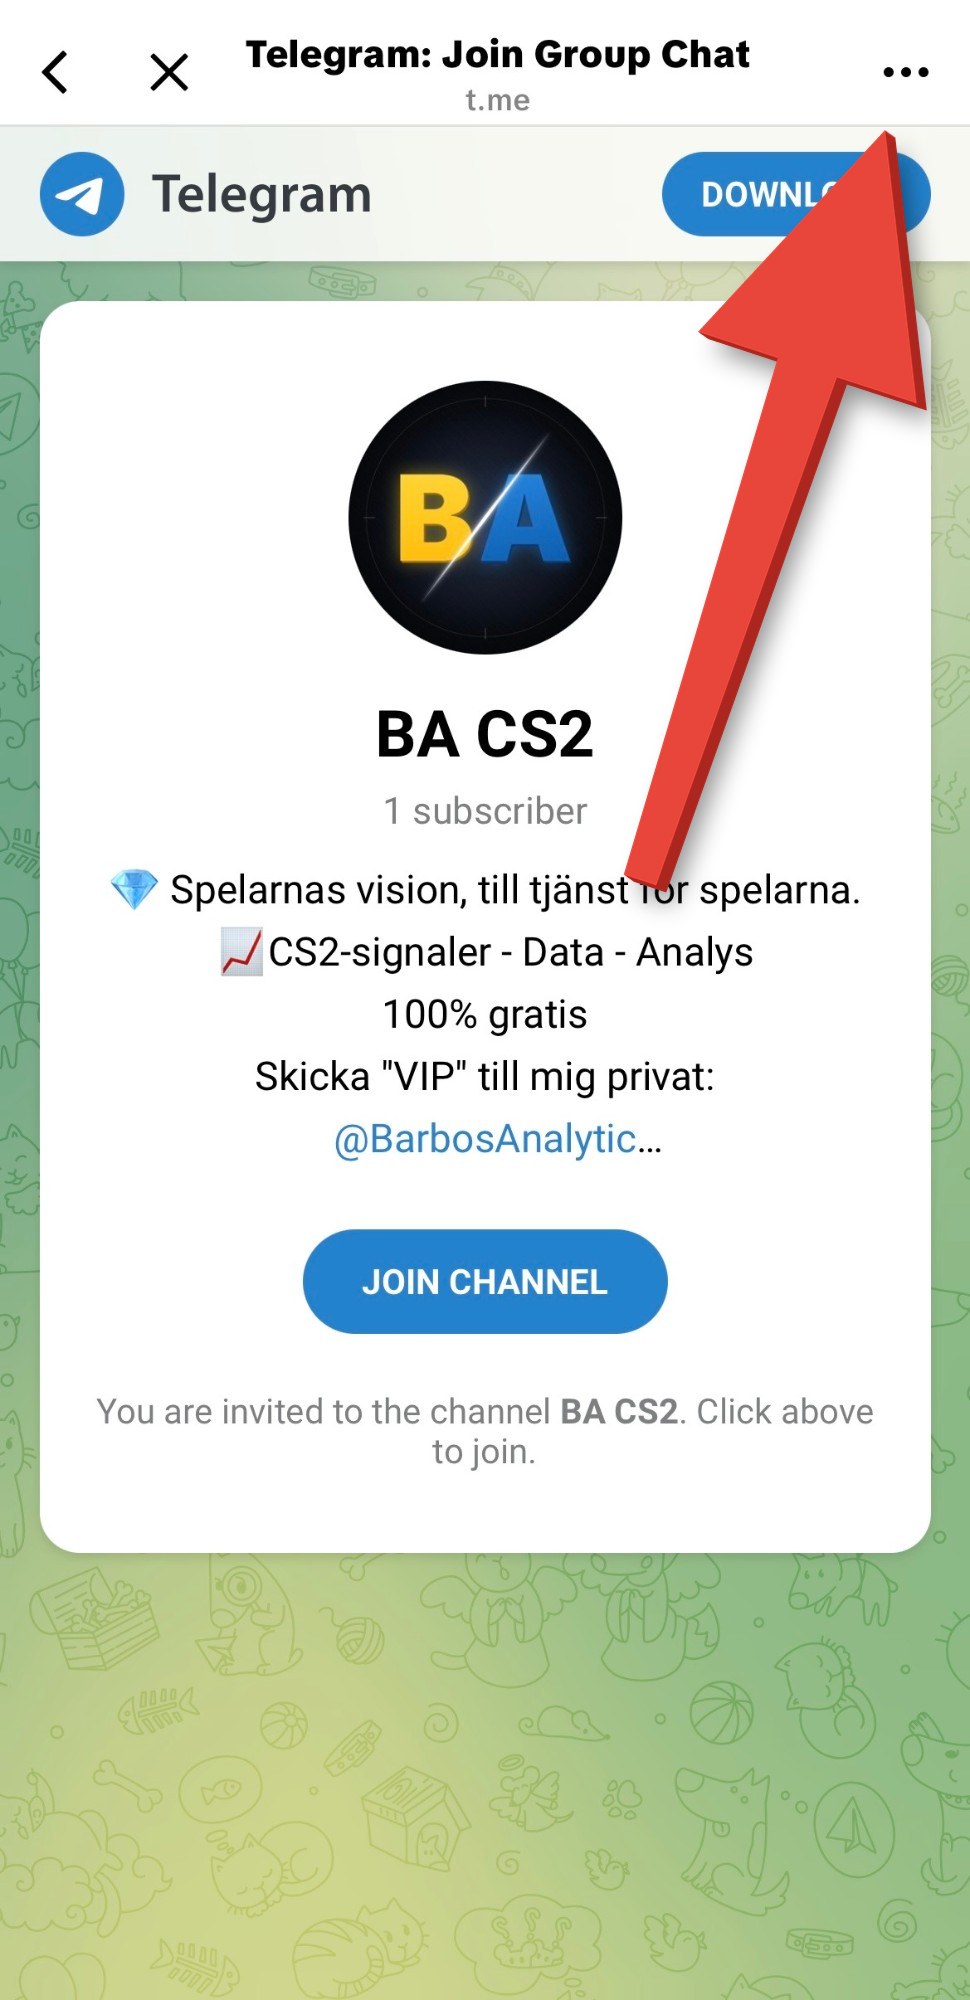 Telegram: Join Group Chat
t.me
Telegram
BA
BA CS2
1 subscriber
💎 Spelarnas vision, till tjänst för spelarna.
📈CS2-signaler - Data - Analys
100% gratis
Skicka "VIP" till mig privat:
@BarbosAnalytic...
JOIN CHANNEL
You are invited to the channel BA CS2. Click above
to join.